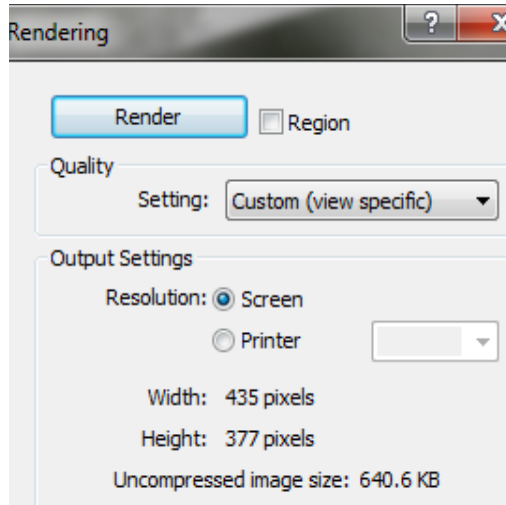 Rendering
Render Region
Quality
Setting: Custom (view specific)
Output Settings
Resolution: Screen
Printer
Width: 435 pixels
Height: 377 pixels
Uncompressed image size: 640.6 KB